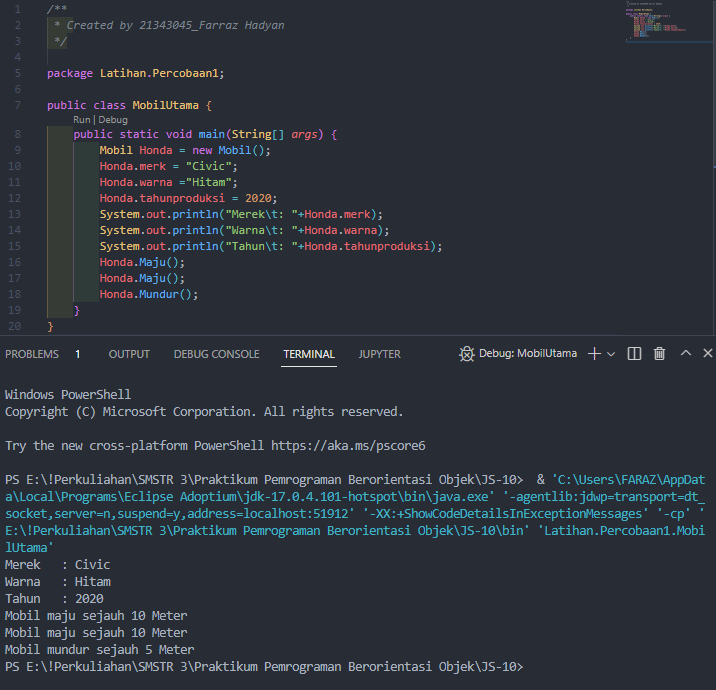 1 /**
2  * Created by 21343045_Farraz Hadyan
3  */
4
5 package Latihan.Percobaan1;
6
7 public class MobilUtama {
Run | Debug
8     public static void main(String[] args) {
9         Mobil Honda = new Mobil();
10         Honda.merk = "Civic";
11         Honda.warna ="Hitam";
12         Honda.tahunproduksi = 2020;
13         System.out.println("Merek\t: "+Honda.merk);
14         System.out.println("Warna\t: "+Honda.warna);
15         System.out.println("Tahun\t: "+Honda.tahunproduksi);
16         Honda.Maju();
17         Honda.Maju();
18         Honda.Mundur();
19     }
20 }
PROBLEMS 1 OUTPUT DEBUG CONSOLE TERMINAL JUPYTER Debug: MobilUtama
Windows PowerShell
Copyright (C) Microsoft Corporation. All rights reserved.
Try the new cross-platform PowerShell https://aka.ms/pscore6
PS E:\!Perkuliahan\SMSTR 3\Praktikum Pemrograman Berorientasi Objek\JS-10>  & 'C:\Users\FARAZ\AppDat
a\Local\Programs\Eclipse Adoptium\jdk-17.0.4.101-hotspot\bin\java.exe' '-agentlib:jdwp=transport=dt_
socket,server=n,suspend=y,address=localhost:51912' '-XX:+ShowCodeDetailsInExceptionMessages' '-cp' '
E:\!Perkuliahan\SMSTR 3\Praktikum Pemrograman Berorientasi Objek\JS-10\bin' 'Latihan.Percobaan1.Mobi
lUtama'
Merek   : Civic
Warna   : Hitam
Tahun   : 2020
Mobil maju sejauh 10 Meter
Mobil maju sejauh 10 Meter
Mobil mundur sejauh 5 Meter
PS E:\!Perkuliahan\SMSTR 3\Praktikum Pemrograman Berorientasi Objek\JS-10>